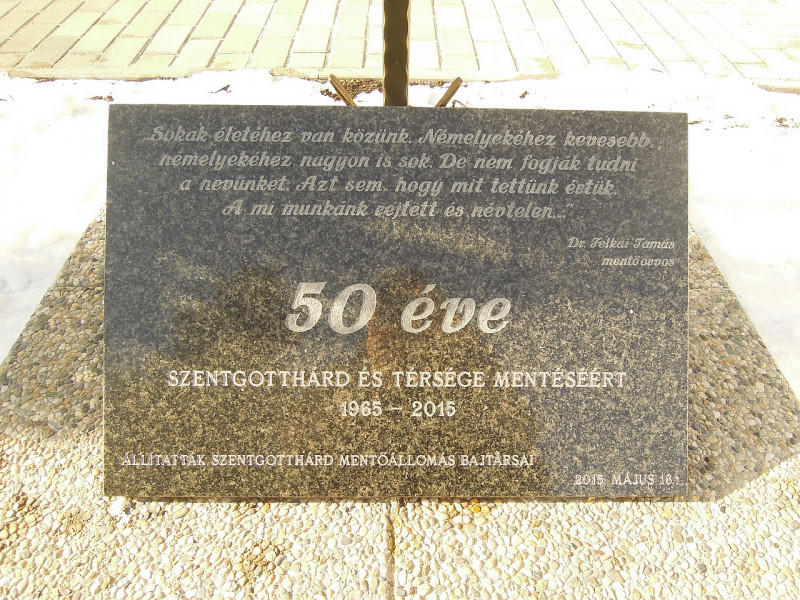 „Sokak életéhez van közünk. Némelyekéhez kevesebb,
némelyekéhez nagyon is sok. De nem fogják tudni
a nevünket. Azt sem, hogy mit tettünk értük.
A mi munkánk rejtett és névtelen..."
Dr. Felkai Tamás
mentőorvos
50 éve
SZENTGOTTHÁRD ÉS TÉRSÉGE MENTÉSÉÉRT
1965 – 2015
ÁLLÍTATTÁK SZENTGOTTHÁRD MENTŐÁLLOMÁS BAJTÁRSAI
2015. MÁJUS 16.